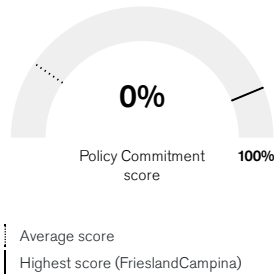 0%
Policy Commitment 100%
score
Average score
Highest score (FrieslandCampina)